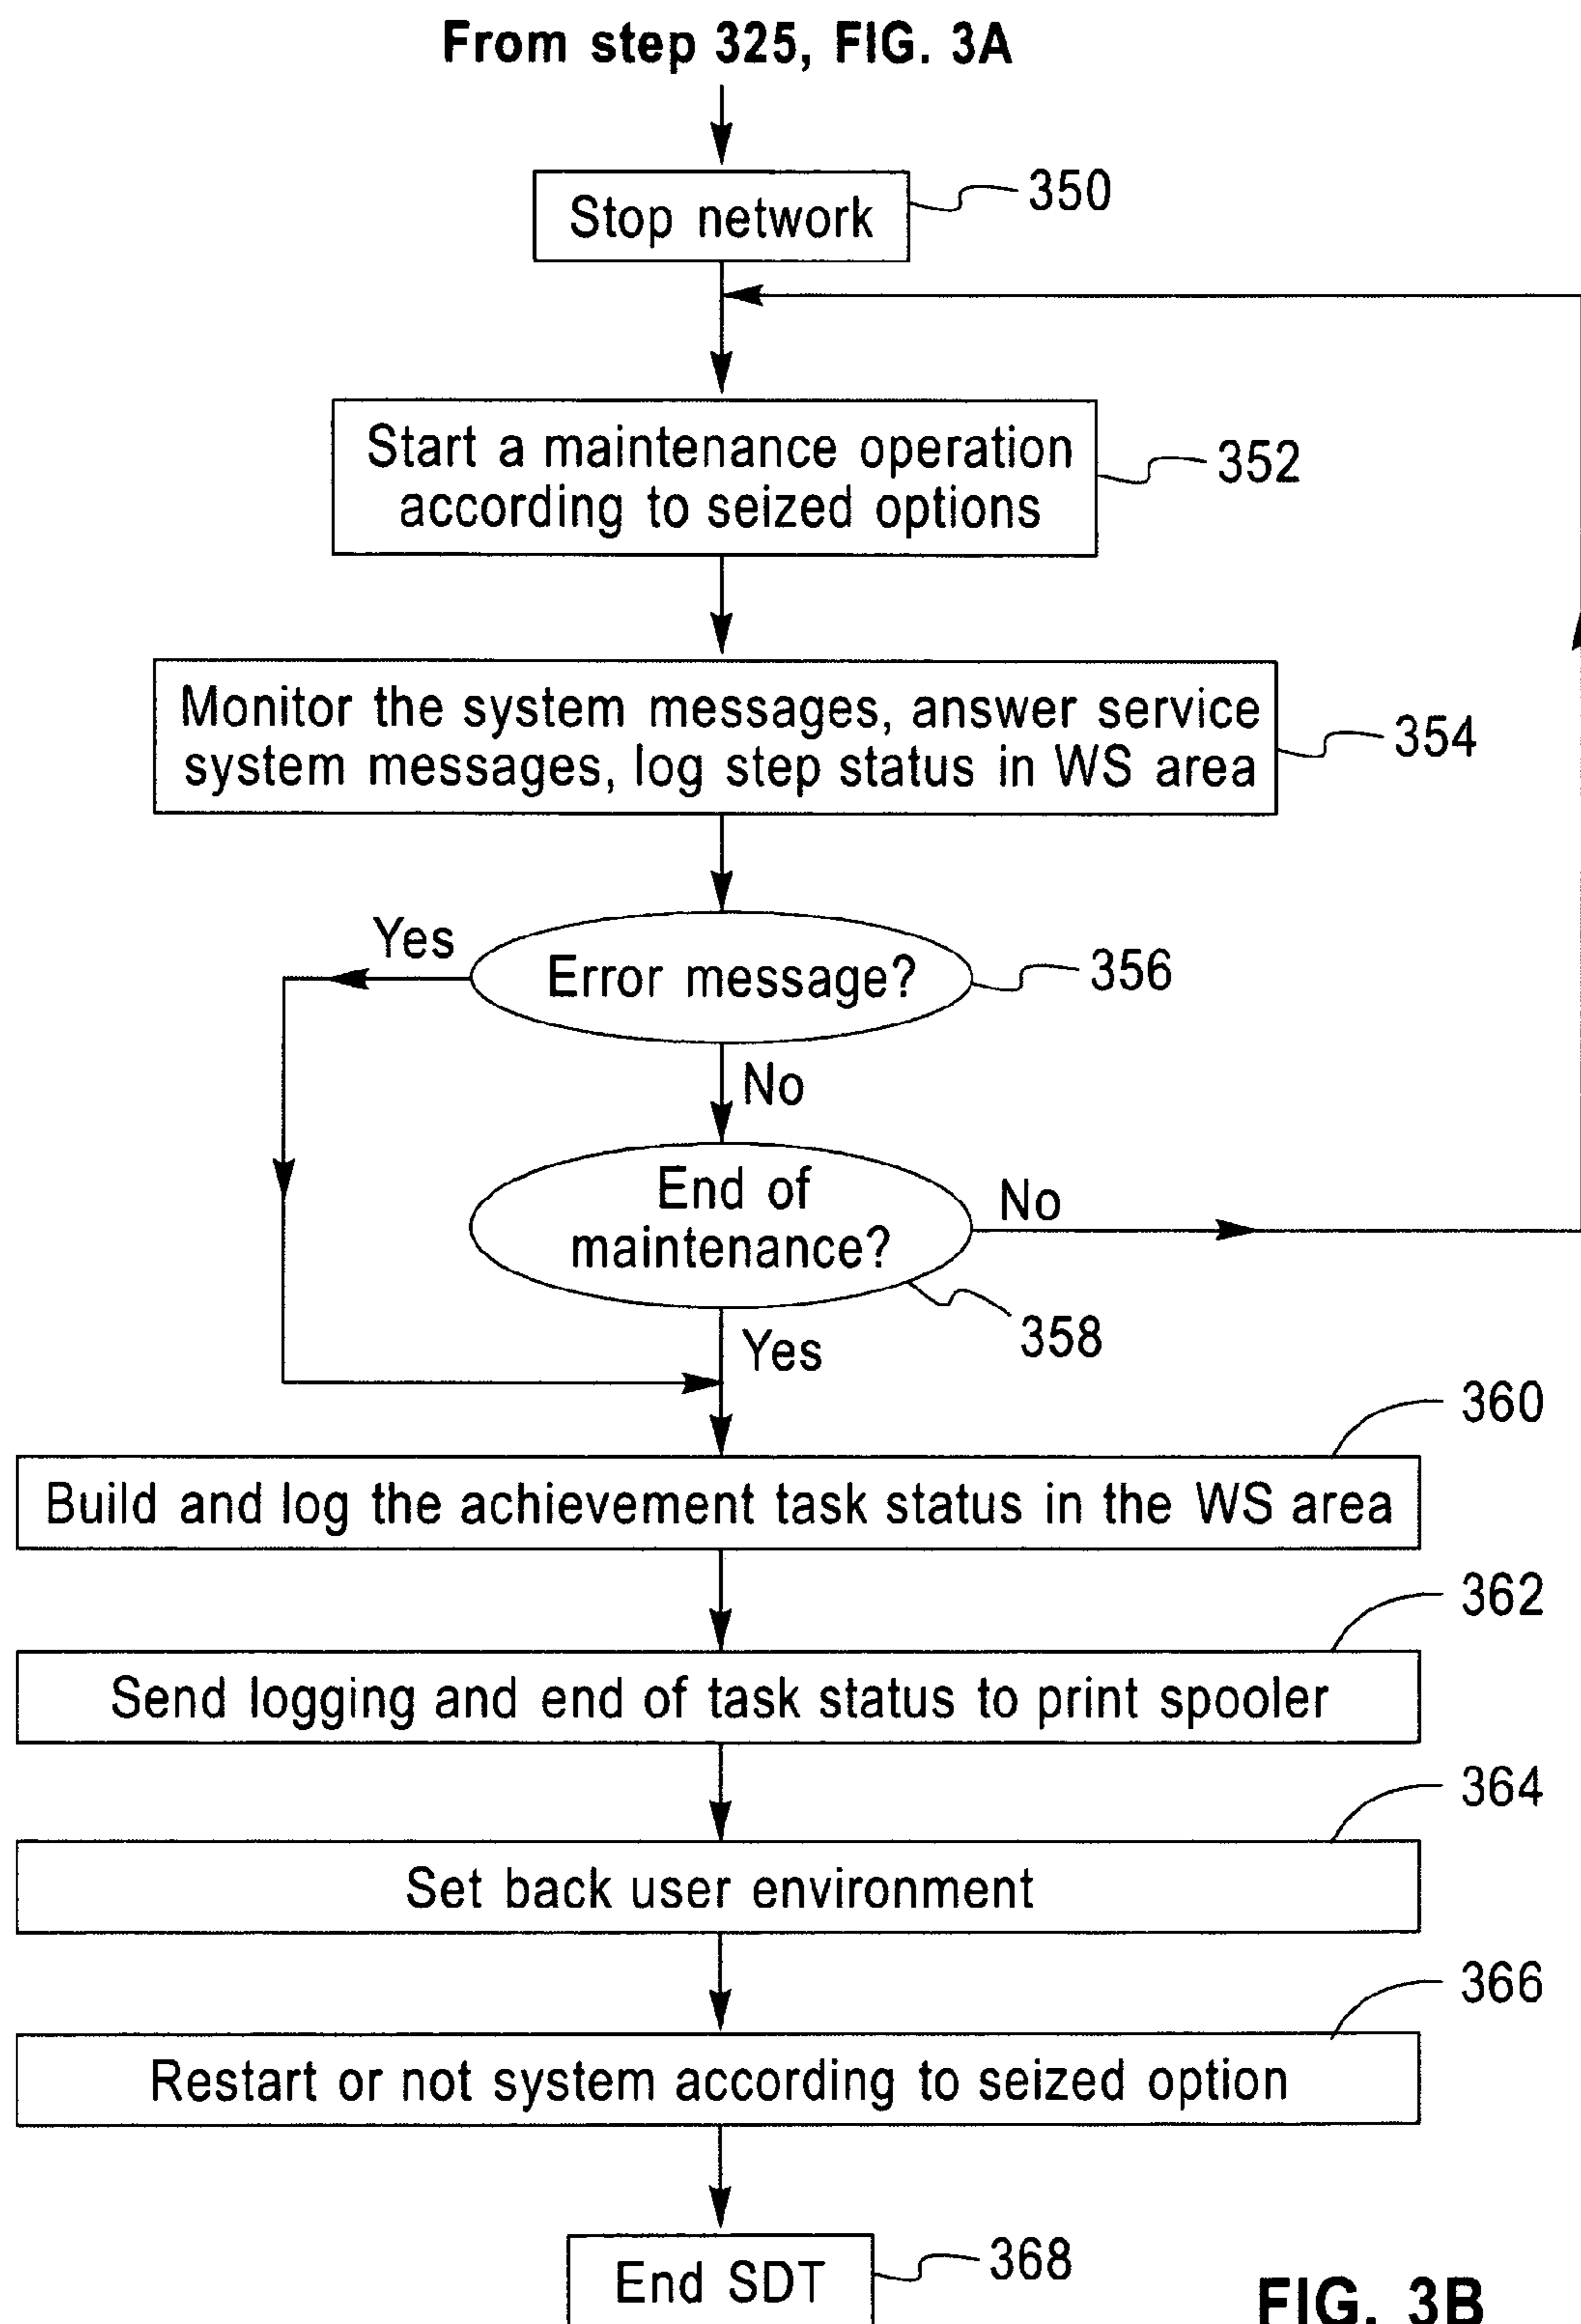 From step 325, FIG. 3A
Stop network
350
Start a maintenance operation
according to seized options
352
Monitor the system messages, answer service
system messages, log step status in WS area
354
Yes
Error message?
356
No
End of
maintenance?
No
358
Yes
360
Build and log the achievement task status in the WS area
362
Send logging and end of task status to print spooler
364
Set back user environment
366
Restart or not system according to seized option
End SDT
368
FIG. 3B